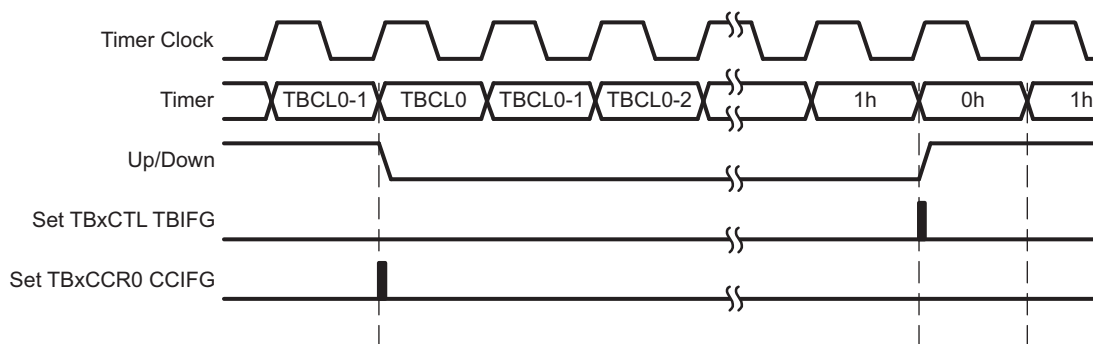 Timer Clock
Timer TBCL0-1 TBCL0 TBCL0-1 TBCL0-2 1h 0h 1h
Up/Down
Set TBxCTL TBIFG
Set TBxCCR0 CCIFG